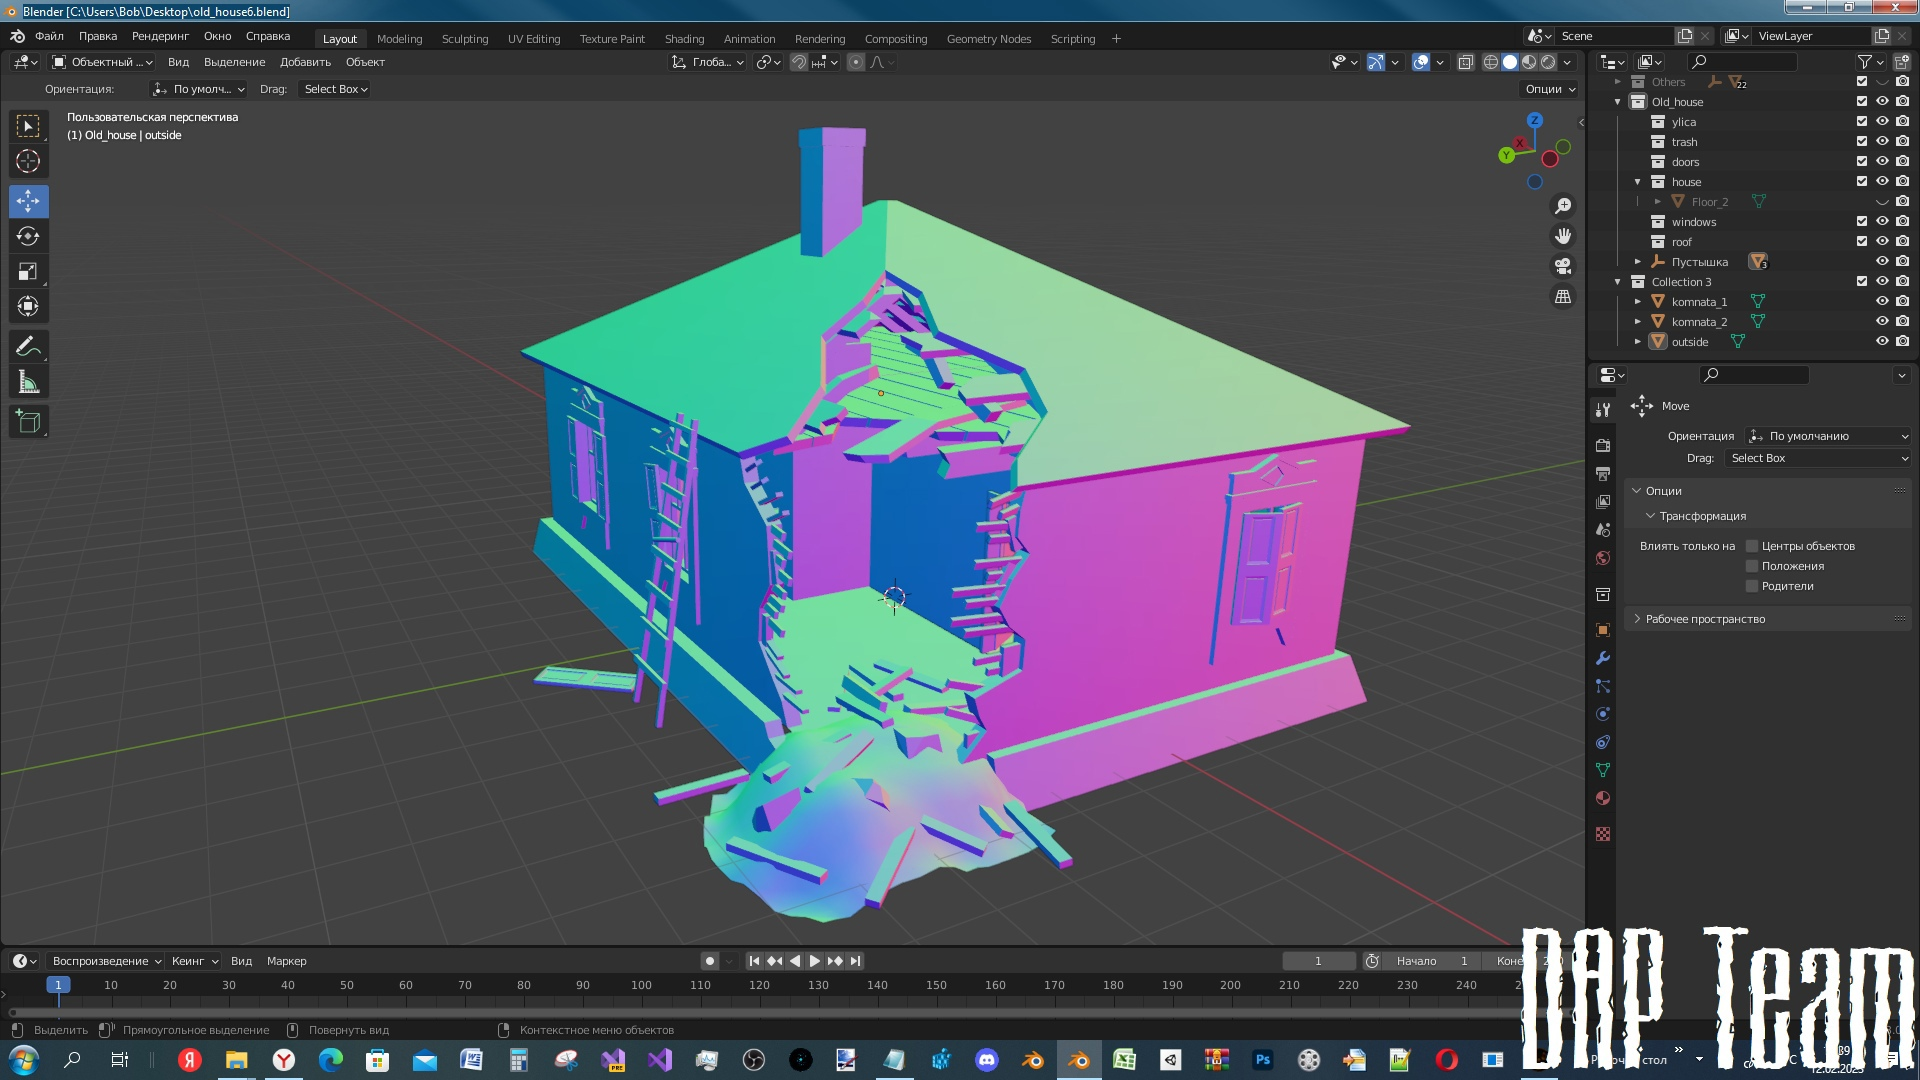 Blender [C:\Users\Bob\Desktop\old_house6.blend]
Файл Правка Рендеринг Окно Справка Layout Modeling Sculpting UV Editing Texture Paint Shading Animation Rendering Compositing Geometry Nodes Scripting + Scene ViewLayer
Объектный ... Вид Выделение Добавить Объект Глоба...
Ориентация: По умолч... Drag: Select Box Опции
Пользовательская перспектива
(1) Old_house | outside
Z
X
Y
Others 22
Old_house
ylica
trash
doors
house
Floor_2
windows
roof
Пустышка 3
Collection 3
komnata_1
komnata_2
outside
Move
Ориентация По умолчанию
Drag: Select Box
Опции
Трансформация
Влиять только на Центры объектов
Положения
Родители
Рабочее пространство
Воспроизведение Кеинг Вид Маркер 1 Начало 1
1 10 20 30 40 50 60 70 80 90 100 110 120 130 140 150 160 170 180 190 200 210 220 230 240
Выделить Прямоугольное выделение Повернуть вид Контекстное меню объектов
DAP Team